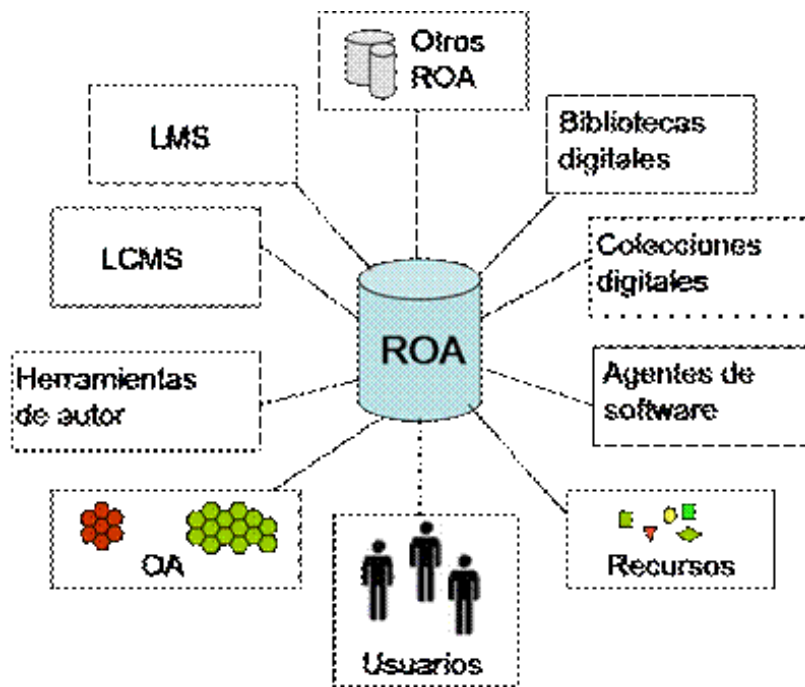 Otros
ROA
LMS
Bibliotecas
digitales
LCMS
Colecciones
digitales
ROA
Herramientas
de autor
Agentes de
software
OA
Usuarios
Recursos